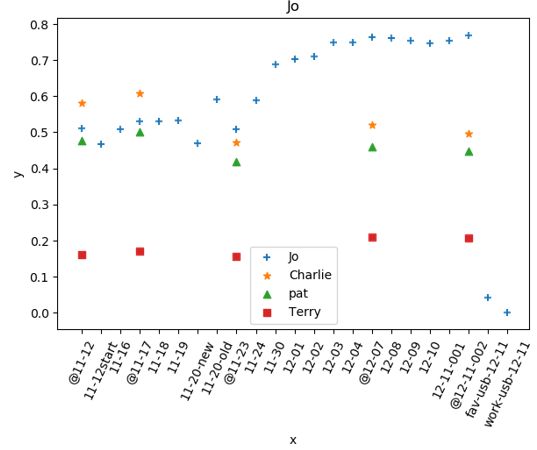 Jo
0.8
0.7
0.6
0.5
0.4
0.3
0.2
0.1
0.0
y
Jo
Charlie
pat
Terry
@11-12
11-12start
11-16
@11-17
11-18
11-19
11-20-new
11-20-old
@11-23
11-24
11-30
12-01
12-02
12-03
12-04
@12-07
12-08
12-09
12-10
12-11-001
@12-11-002
fav-usb-12-11
work-usb-12-11
x